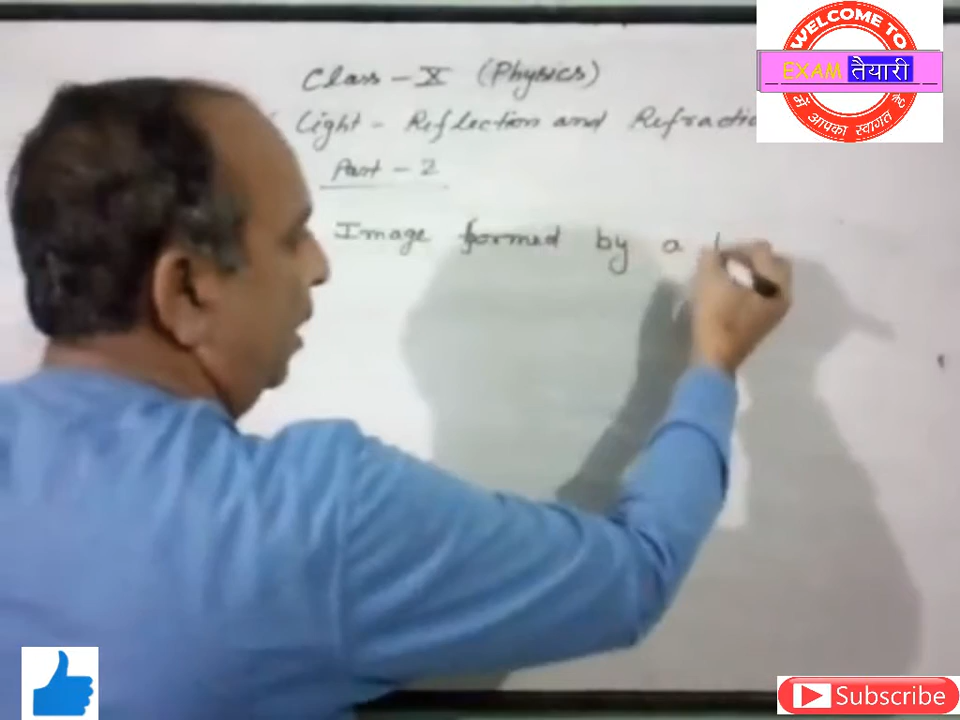 Class - X (Physics)
Light - Reflection and Refractio
Part - 2
Image formed by a
WELCOME TO
EXAM तैयारी
में आपका स्वागत है
Subscribe